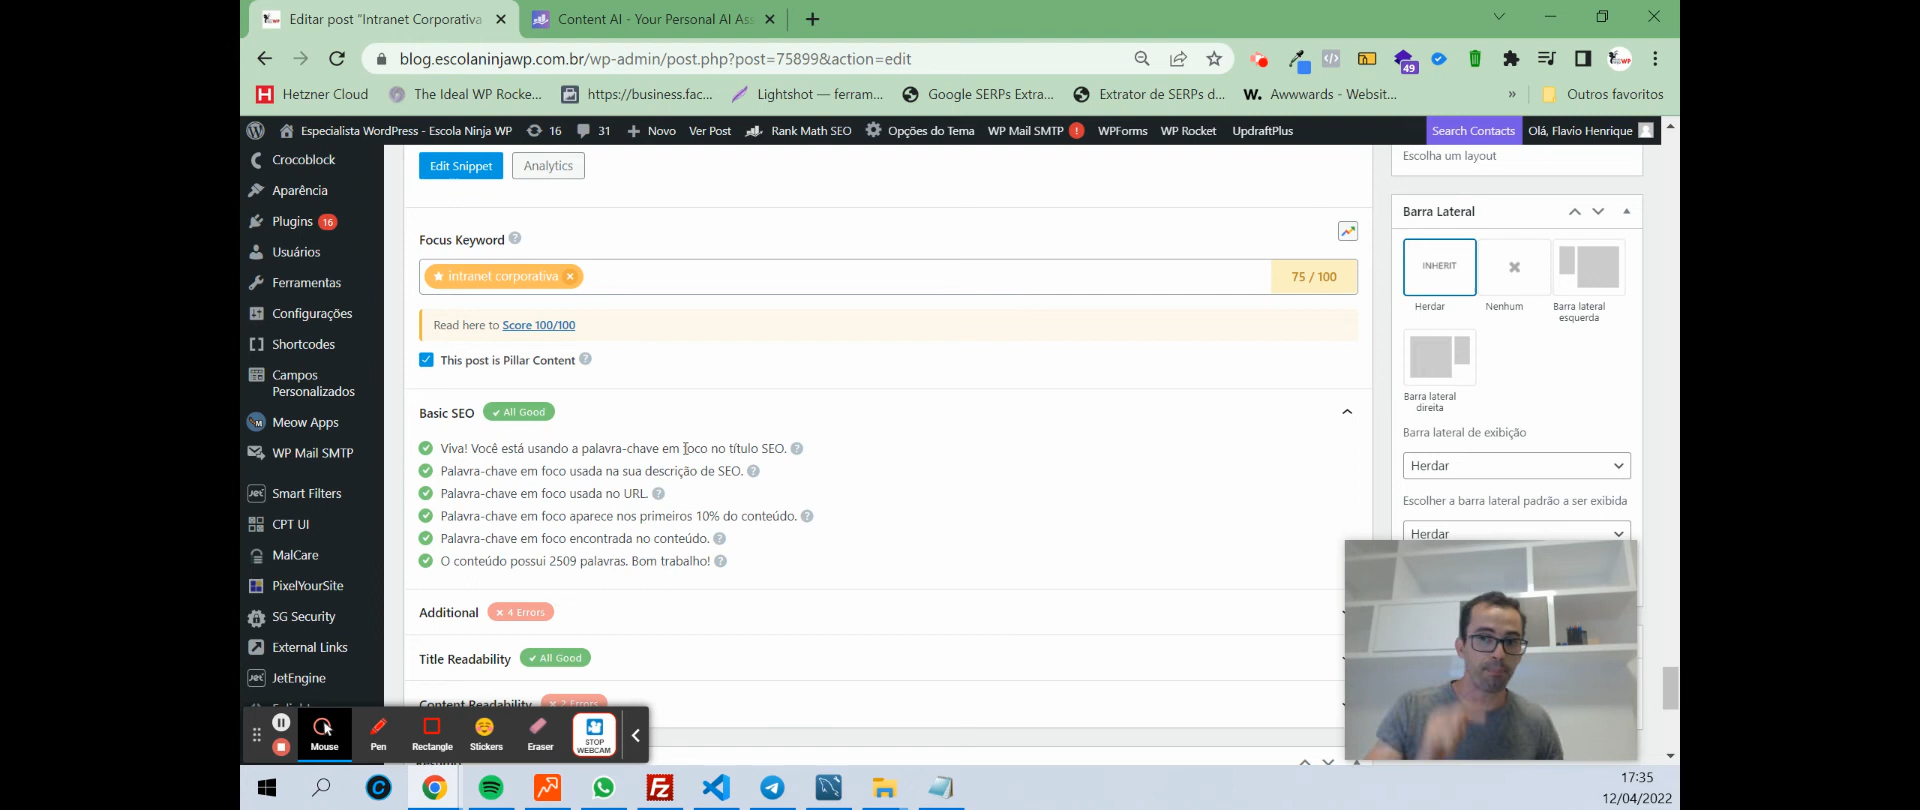 Editar post “Intranet Corporativa
Content AI - Your Personal AI Ass
blog.escolaninjawp.com.br/wp-admin/post.php?post=75899&action=edit
49
Hetzner Cloud
The Ideal WP Rocke...
https://business.fac...
Lightshot — ferram...
Google SERPs Extra...
Extrator de SERPs d...
W. Awwwards - Websit...
»
Outros favoritos
Especialista WordPress - Escola Ninja WP
16
31
Novo
Ver Post
Rank Math SEO
Opções do Tema
WP Mail SMTP !
WPForms
WP Rocket
UpdraftPlus
Search Contacts
Olá, Flavio Henrique
Crocoblock
Aparência
Plugins 16
Usuários
Ferramentas
Configurações
Shortcodes
Campos
Personalizados
Meow Apps
WP Mail SMTP
Smart Filters
CPT UI
MalCare
PixelYourSite
SG Security
External Links
JetEngine
Edit Snippet
Analytics
Focus Keyword
intranet corporativa
75 / 100
Read here to Score 100/100
This post is Pillar Content
Basic SEO
All Good
Viva! Você está usando a palavra-chave em foco no título SEO.
Palavra-chave em foco usada na sua descrição de SEO.
Palavra-chave em foco usada no URL.
Palavra-chave em foco aparece nos primeiros 10% do conteúdo.
Palavra-chave em foco encontrada no conteúdo.
O conteúdo possui 2509 palavras. Bom trabalho!
Additional
4 Errors
Title Readability
All Good
Content Readability
2 Errors
Escolha um layout
Barra Lateral
INHERIT
Herdar
Nenhum
Barra lateral
esquerda
Barra lateral
direita
Barra lateral de exibição
Herdar
Escolher a barra lateral padrão a ser exibida
Herdar
Mouse
Pen
Rectangle
Stickers
Eraser
STOP
WEBCAM
17:35
12/04/2022